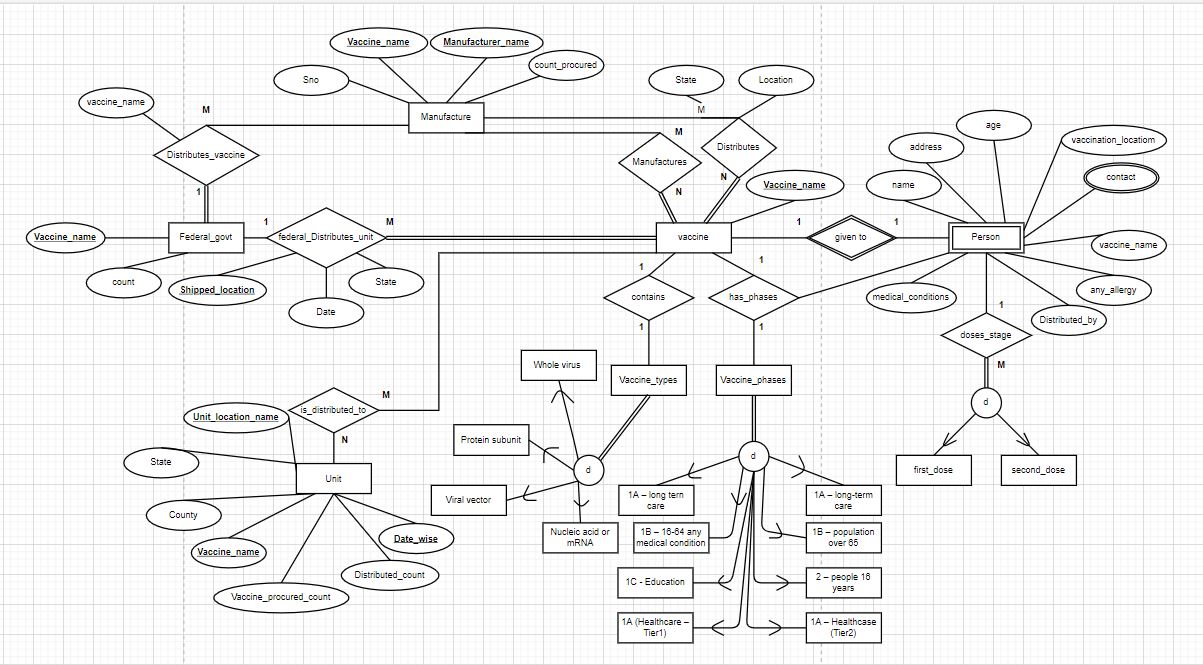 Vaccine_name
Manufacturer_name
count_procured
Sno
State
Location
vaccine_name
M
Manufacture
M
age
vaccination_locatiom
address
Distributes_vaccine
M
Manufactures
Distributes
contact
N
N
Vaccine_name
name
1
Vaccine_name
Federal_govt
1
federal_Distributes_unit
M
vaccine
1
given to
1
Person
vaccine_name
count
Shipped_location
State
Date
1
contains
1
1
has_phases
1
medical_conditions
any_allergy
1
Distributed_by
doses_stage
M
Whole virus
Vaccine_types
Vaccine_phases
d
Unit_location_name
is_distributed_to
M
N
Protein subunit
State
Unit
d
d
first_dose
second_dose
Viral vector
1A – long tern
care
1A – long-term
care
County
Vaccine_name
Date_wise
Nucleic acid or
mRNA
1B – 16-64 any
medical condition
1B – population
over 65
Distributed_count
Vaccine_procured_count
1C - Education
2 – people 16
years
1A (Healthcare –
Tier1)
1A – Healthcase
(Tier2)